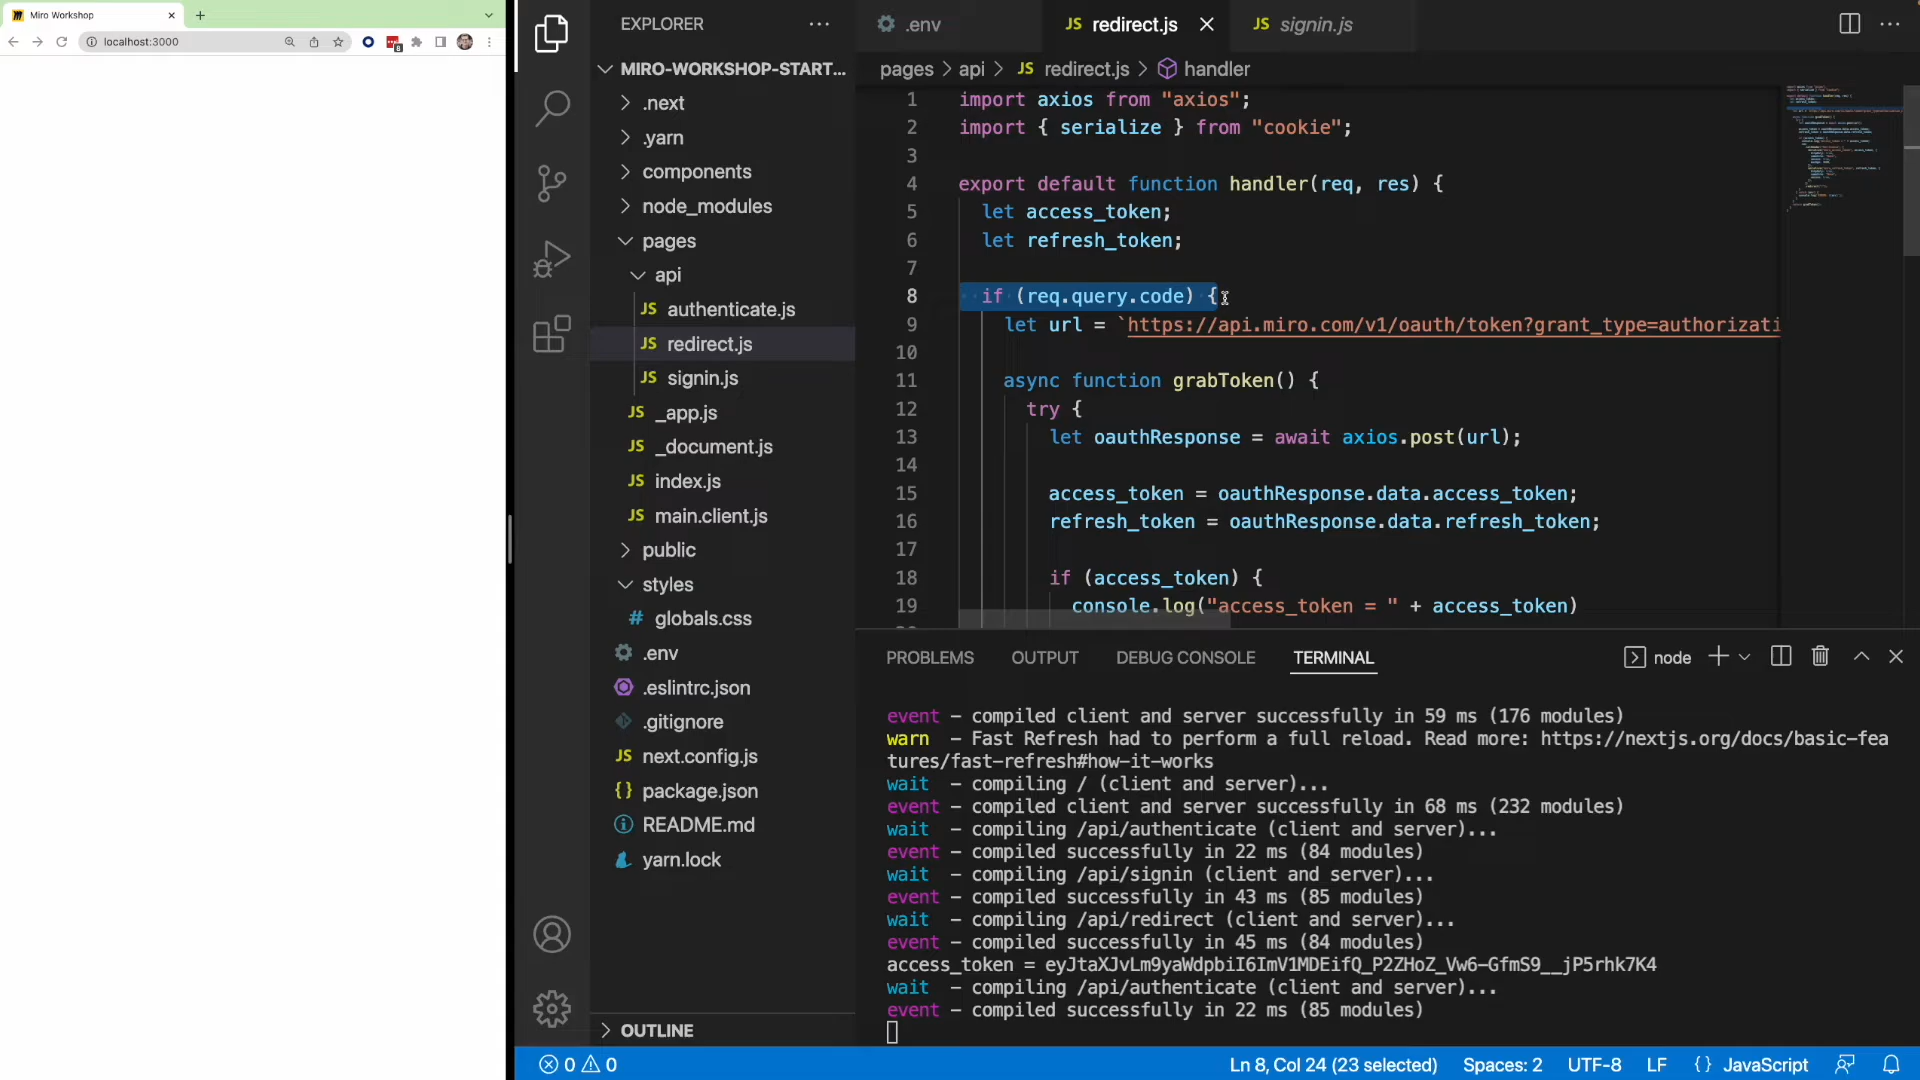 Miro Workshop
localhost:3000
8
EXPLORER
MIRO-WORKSHOP-START...
.next
.yarn
components
node_modules
pages
api
JS authenticate.js
JS redirect.js
JS signin.js
JS _app.js
JS _document.js
JS index.js
JS main.client.js
public
styles
# globals.css
.env
.eslintrc.json
.gitignore
JS next.config.js
{} package.json
README.md
yarn.lock
OUTLINE
.env
JS redirect.js
JS signin.js
pages > api > JS redirect.js > handler
1 import axios from "axios";
2 import { serialize } from "cookie";
3
4 export default function handler(req, res) {
5 let access_token;
6 let refresh_token;
7
8 if (req.query.code) {
9 let url = `https://api.miro.com/v1/oauth/token?grant_type=authorizati
10
11 async function grabToken() {
12 try {
13 let oauthResponse = await axios.post(url);
14
15 access_token = oauthResponse.data.access_token;
16 refresh_token = oauthResponse.data.refresh_token;
17
18 if (access_token) {
19 console.log("access_token = " + access_token)
PROBLEMS OUTPUT DEBUG CONSOLE TERMINAL
node
event - compiled client and server successfully in 59 ms (176 modules)
warn - Fast Refresh had to perform a full reload. Read more: https://nextjs.org/docs/basic-fea
tures/fast-refresh#how-it-works
wait - compiling / (client and server)...
event - compiled client and server successfully in 68 ms (232 modules)
wait - compiling /api/authenticate (client and server)...
event - compiled successfully in 22 ms (84 modules)
wait - compiling /api/signin (client and server)...
event - compiled successfully in 43 ms (85 modules)
wait - compiling /api/redirect (client and server)...
event - compiled successfully in 45 ms (84 modules)
access_token = eyJtaXJvLm9yaWdpbiI6ImV1MDEifQ_P2ZHoZ_Vw6-GfmS9__jP5rhk7K4
wait - compiling /api/authenticate (client and server)...
event - compiled successfully in 22 ms (85 modules)
0 0
Ln 8, Col 24 (23 selected)
Spaces: 2
UTF-8
LF
{} JavaScript